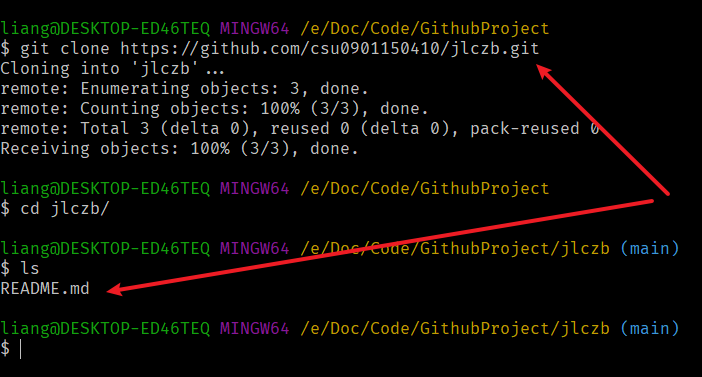 liang@DESKTOP-ED46TEQ MINGW64 /e/Doc/Code/GithubProject
$ git clone https://github.com/csu0901150410/jlczb.git
Cloning into 'jlczb'...
remote: Enumerating objects: 3, done.
remote: Counting objects: 100% (3/3), done.
remote: Total 3 (delta 0), reused 0 (delta 0), pack-reused 0
Receiving objects: 100% (3/3), done.
liang@DESKTOP-ED46TEQ MINGW64 /e/Doc/Code/GithubProject
$ cd jlczb/
liang@DESKTOP-ED46TEQ MINGW64 /e/Doc/Code/GithubProject/jlczb (main)
$ ls
README.md
liang@DESKTOP-ED46TEQ MINGW64 /e/Doc/Code/GithubProject/jlczb (main)
$